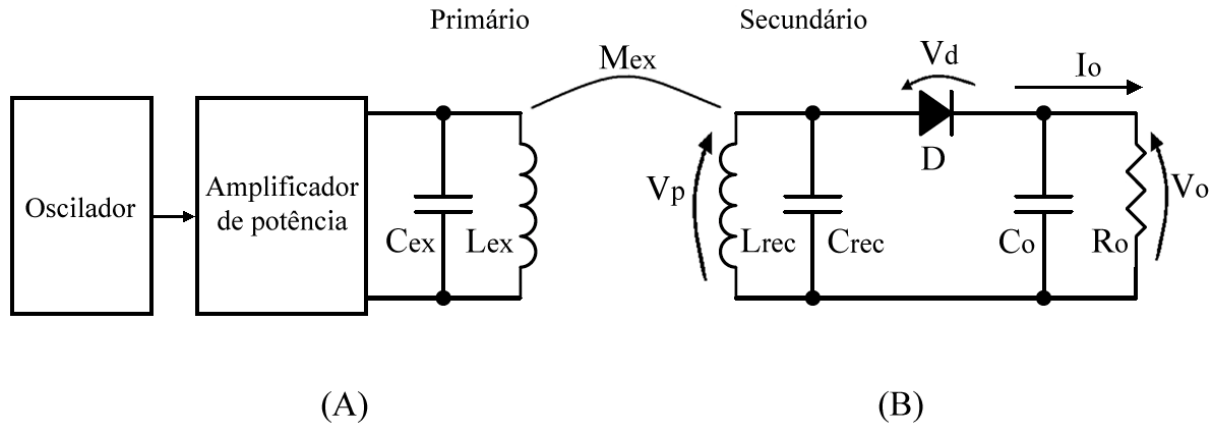 Primário
Secundário
Mex
Vd
Io
Oscilador
Amplificador
de potência
Cex
Lex
Vp
Lrec
Crec
D
Co
Ro
Vo
(A)
(B)